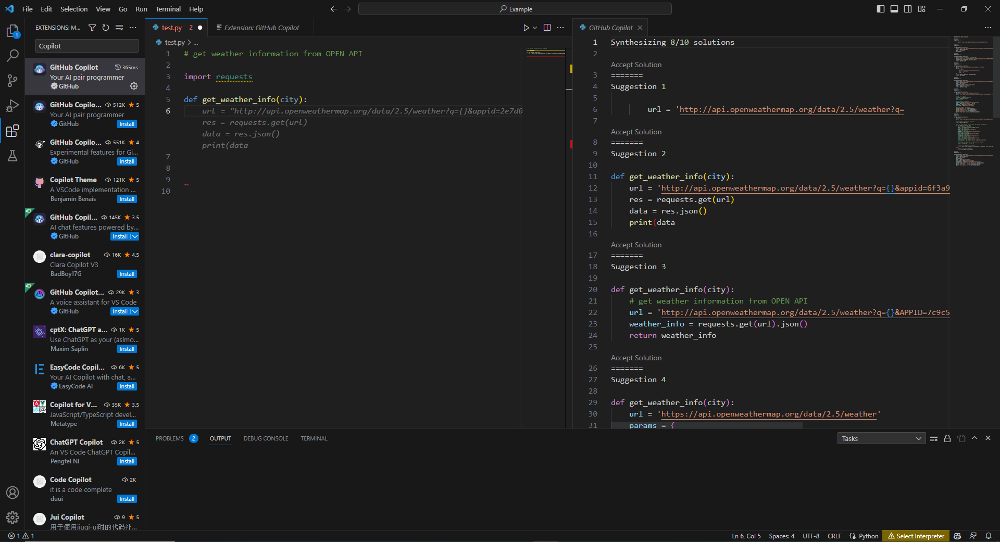 File Edit Selection View Go Run Terminal Help
Example
EXTENSIONS: M...
Copilot
GitHub Copilot 365ms
Your AI pair programmer
GitHub
GitHub Copilo... 512K 5
Your AI pair programmer
GitHub Install
GitHub Copilo... 551K 4
Experimental features for Gi...
GitHub Install
Copilot Theme 121K 5
A VSCode implementation ...
Benjamin Benais Install
GitHub Copil... 145K 3.5
AI chat features powered by...
GitHub Install
clara-copilot 16K 4.5
Clara Copilot V3
BadBoy17G Install
GitHub Copilot... 29K 3
A voice assistant for VS Code
GitHub Install
cptX: ChatGPT a... 1K 5
Use ChatGPT as your (aslmo...
Maxim Saplin Install
EasyCode Copil... 6K 5
Your AI Copilot with chat, a...
EasyCode AI Install
Copilot for V... 35K 3.5
JavaScript/TypeScript devel...
Metatype Install
ChatGPT Copilot 2K 5
An VS Code ChatGPT Copil...
Pengfei Ni Install
Code Copilot 2K
it is a code complete
duui Install
Jui Copilot 9 5
用于使用jiuqi-ui时的代码补...
test.py 2
Extension: GitHub Copilot
test.py > ...
1 # get weather information from OPEN API
2
3 import requests
4
5 def get_weather_info(city):
6 url = "http://api.openweathermap.org/data/2.5/weather?q={}&appid=2e7d0
res = requests.get(url)
data = res.json()
print(data
7
8
9
10
GitHub Copilot
1 Synthesizing 8/10 solutions
2
Accept Solution
3 =======
4 Suggestion 1
5
6 url = 'http://api.openweathermap.org/data/2.5/weather?q=
7
Accept Solution
8 =======
9 Suggestion 2
10
11 def get_weather_info(city):
12 url = 'http://api.openweathermap.org/data/2.5/weather?q={}&appid=6f3a9
13 res = requests.get(url)
14 data = res.json()
15 print(data
16
Accept Solution
17 =======
18 Suggestion 3
19
20 def get_weather_info(city):
21 # get weather information from OPEN API
22 url = 'http://api.openweathermap.org/data/2.5/weather?q={}&APPID=7c9c5
23 weather_info = requests.get(url).json()
24 return weather_info
25
Accept Solution
26 =======
27 Suggestion 4
28
29 def get_weather_info(city):
30 url = 'https://api.openweathermap.org/data/2.5/weather'
31 params = {
PROBLEMS 2 OUTPUT DEBUG CONSOLE TERMINAL
Tasks
1 1
Ln 6, Col 5 Spaces: 4 UTF-8 CRLF Python Select Interpreter